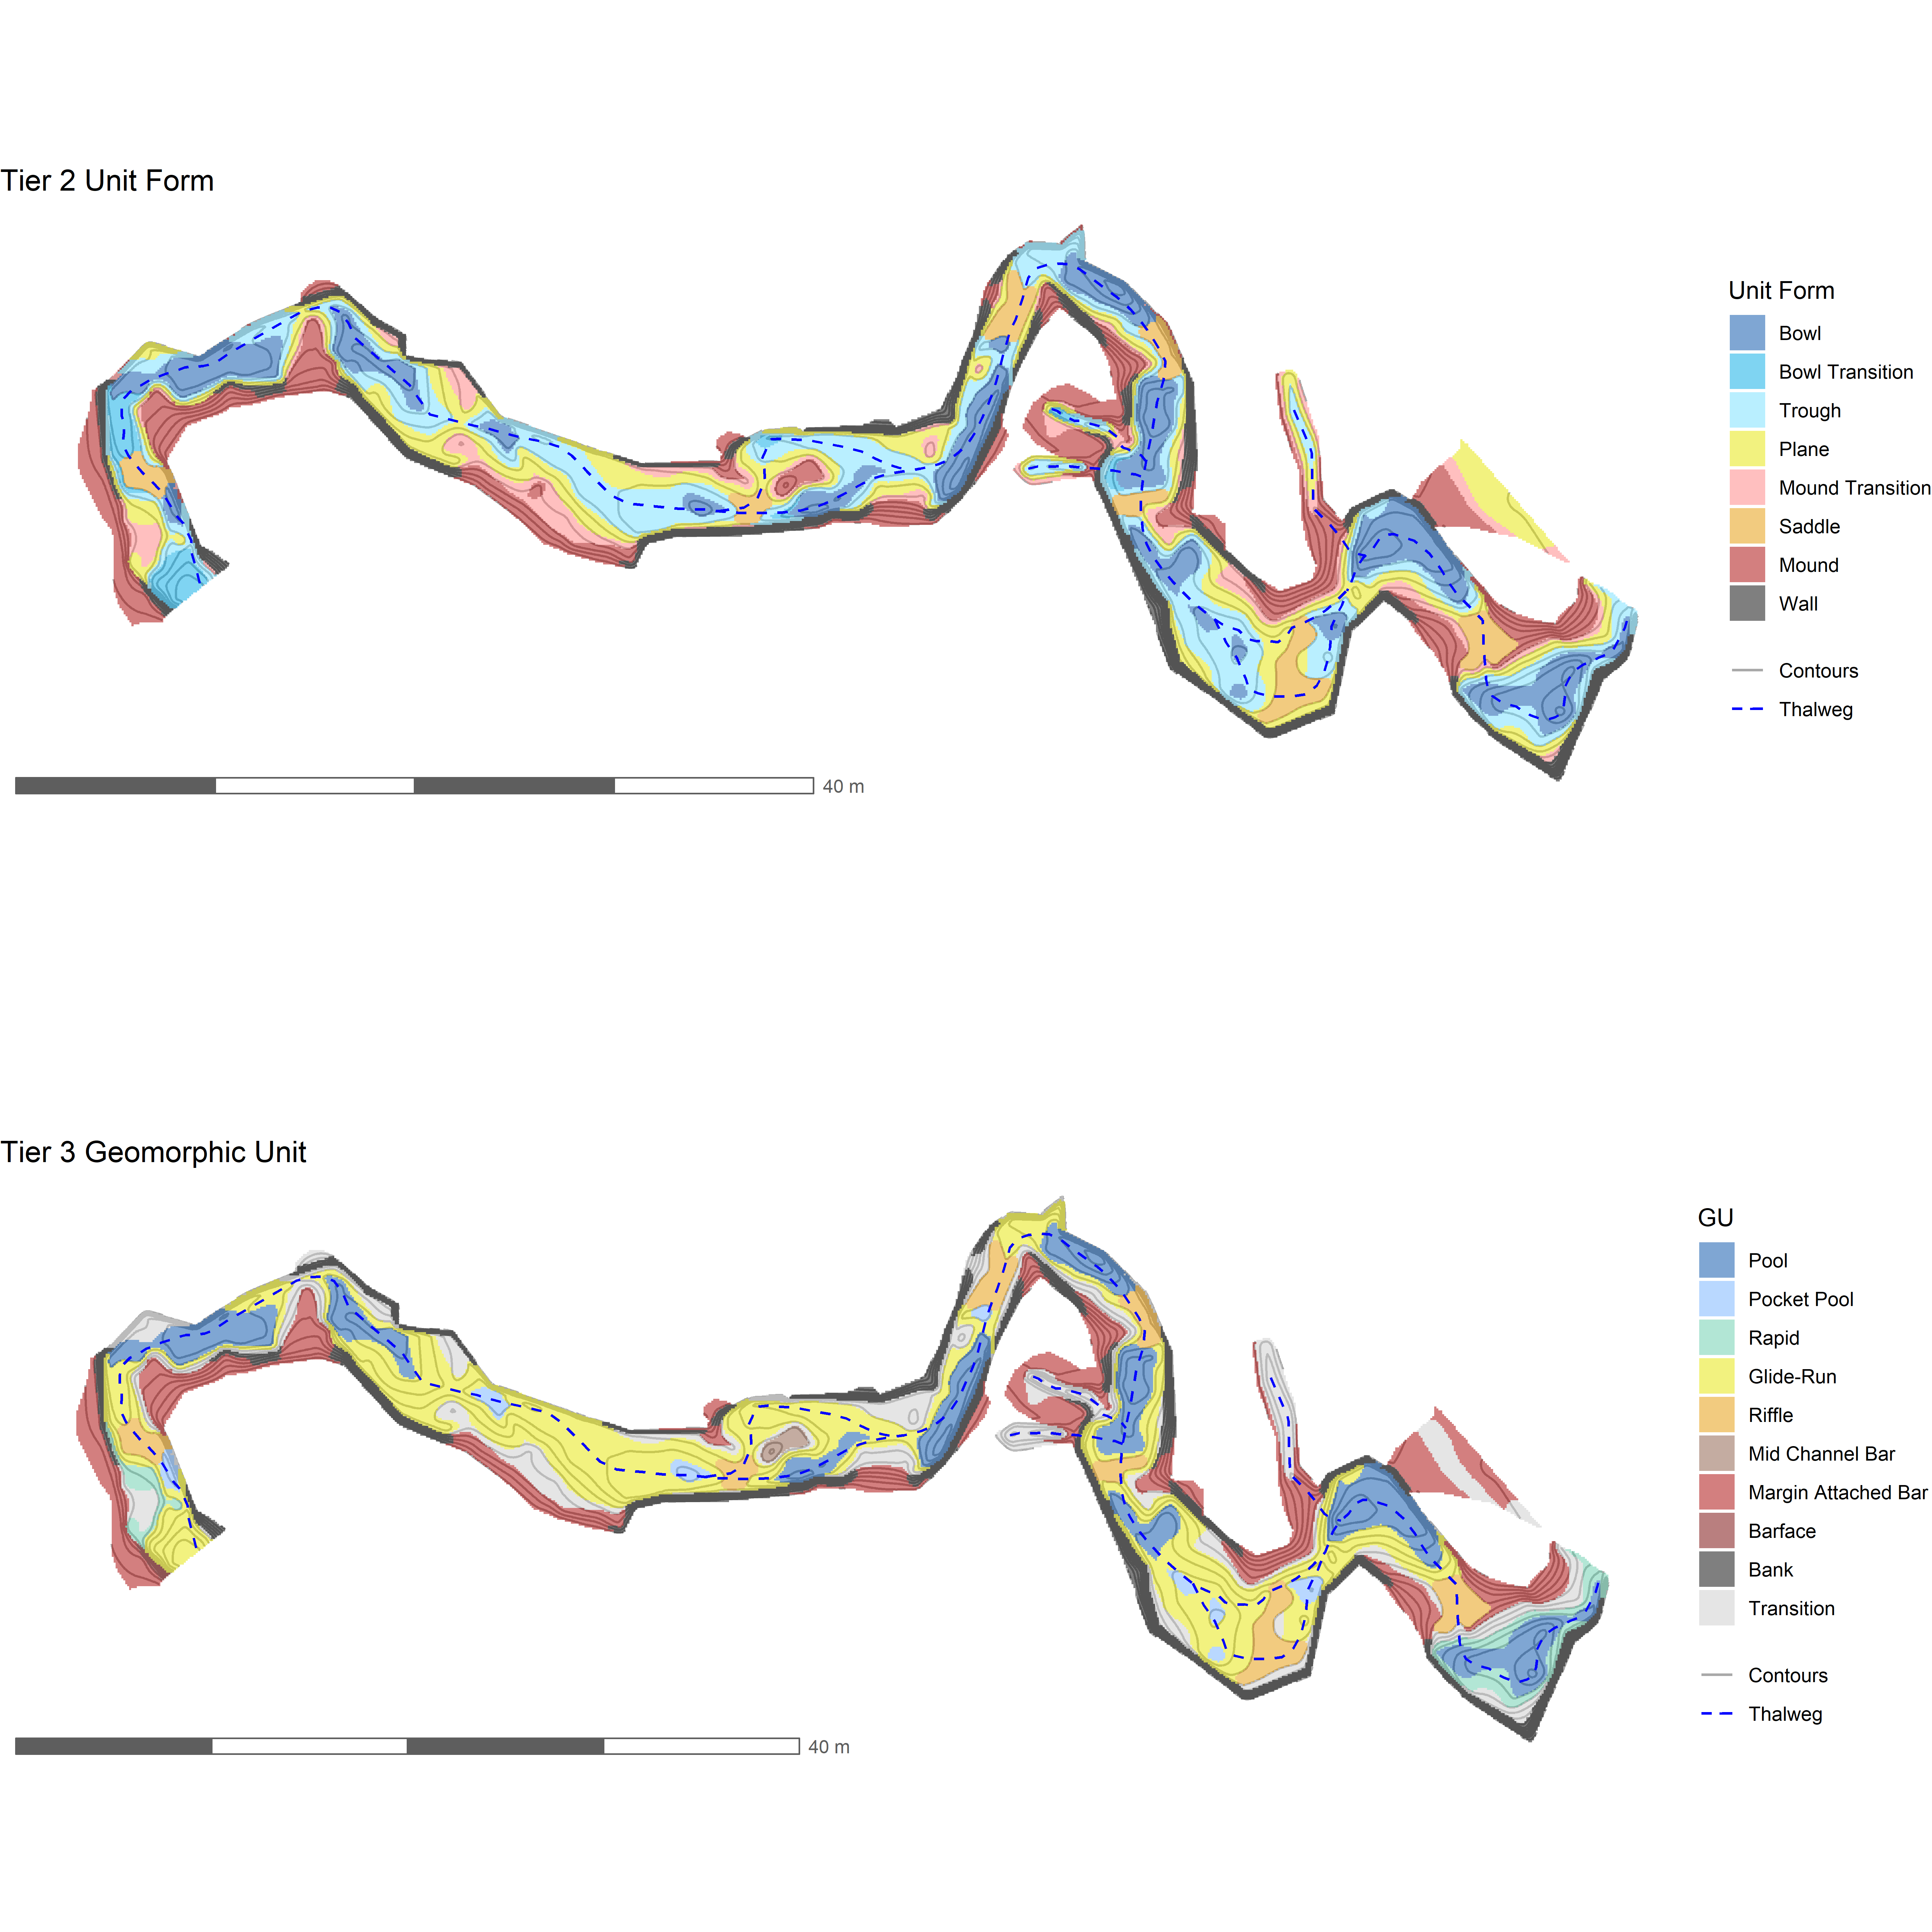 Tier 2 Unit Form
Unit Form
Bowl
Bowl Transition
Trough
Plane
Mound Transition
Saddle
Mound
Wall
Contours
Thalweg
40 m
Tier 3 Geomorphic Unit
GU
Pool
Pocket Pool
Rapid
Glide-Run
Riffle
Mid Channel Bar
Margin Attached Bar
Barface
Bank
Transition
Contours
Thalweg
40 m